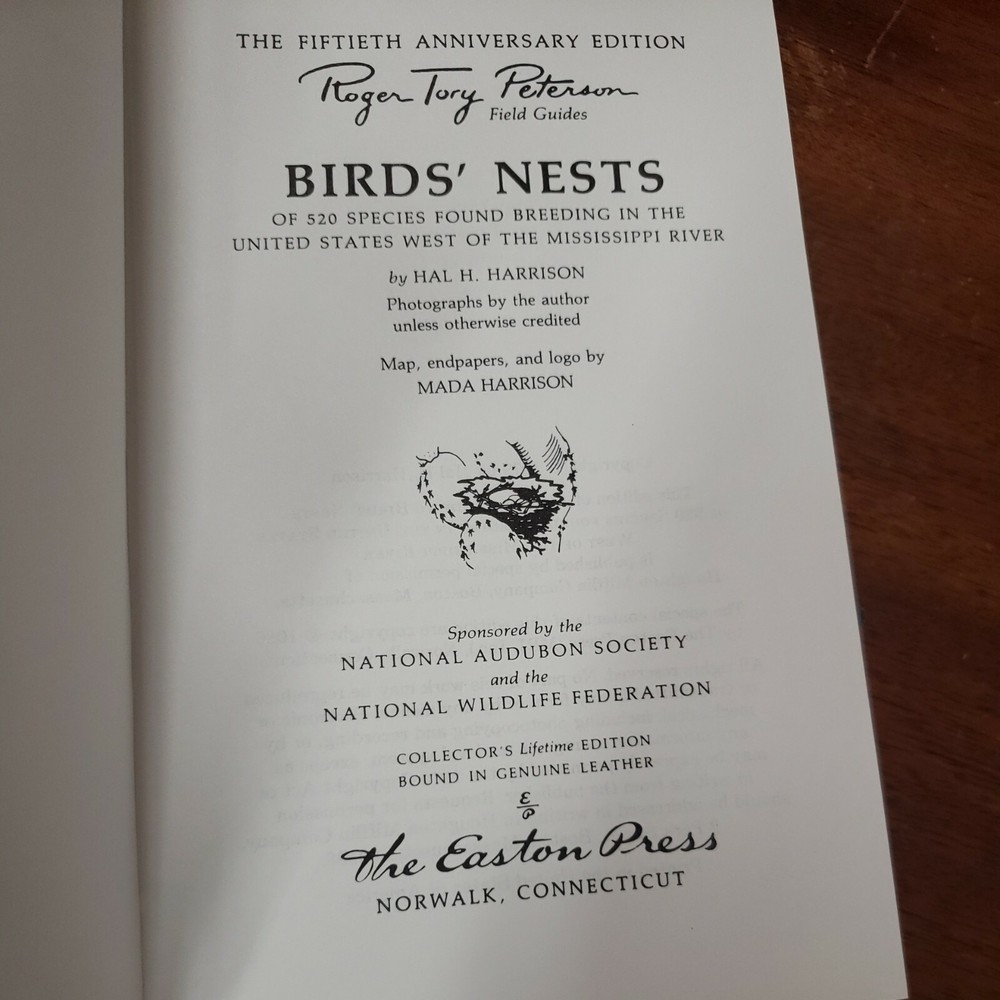 THE FIFTIETH ANNIVERSARY EDITION
Roger Tory Peterson
Field Guides
BIRDS' NESTS
OF 520 SPECIES FOUND BREEDING IN THE
UNITED STATES WEST OF THE MISSISSIPPI RIVER
by HAL H. HARRISON
Photographs by the author
unless otherwise credited
Map, endpapers, and logo by
MADA HARRISON
Sponsored by the
NATIONAL AUDUBON SOCIETY
and the
NATIONAL WILDLIFE FEDERATION
COLLECTOR'S Lifetime EDITION
BOUND IN GENUINE LEATHER
E
P
The Easton Press
NORWALK, CONNECTICUT